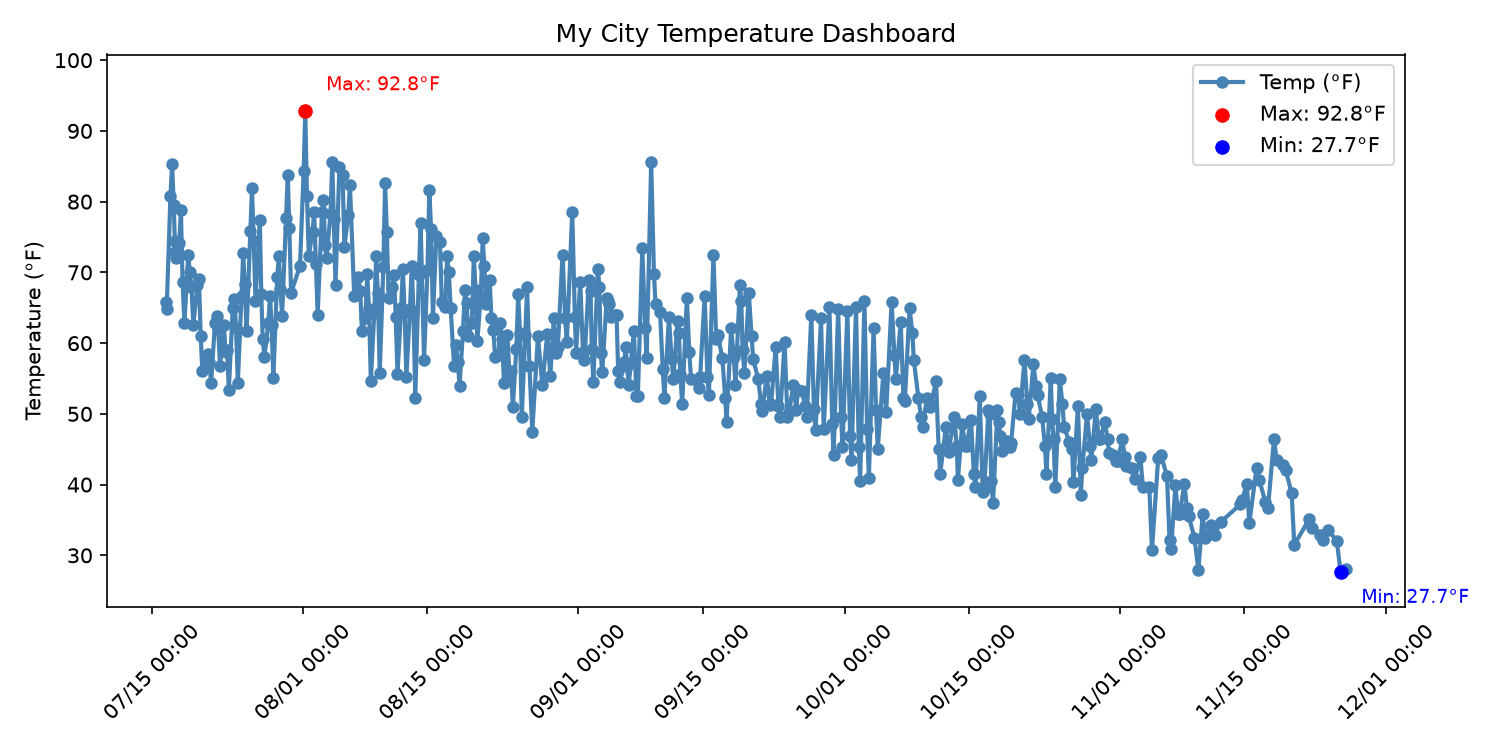 My City Temperature Dashboard
Temperature (°F)
100
90
80
70
60
50
40
30
Max: 92.8°F
Temp (°F)
Max: 92.8°F
Min: 27.7°F
Min: 27.7°F
07/15 00:00
08/01 00:00
08/15 00:00
09/01 00:00
09/15 00:00
10/01 00:00
10/15 00:00
11/01 00:00
11/15 00:00
12/01 00:00